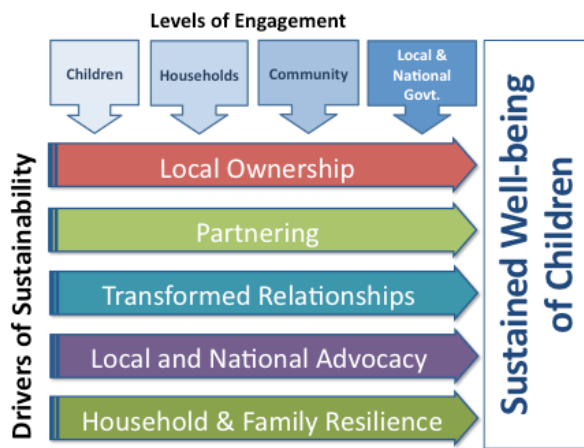 Levels of Engagement
Children
Households
Community
Local &
National
Govt.
Drivers of Sustainability
Local Ownership
Partnering
Transformed Relationships
Local and National Advocacy
Household & Family Resilience
Sustained Well-being
of Children